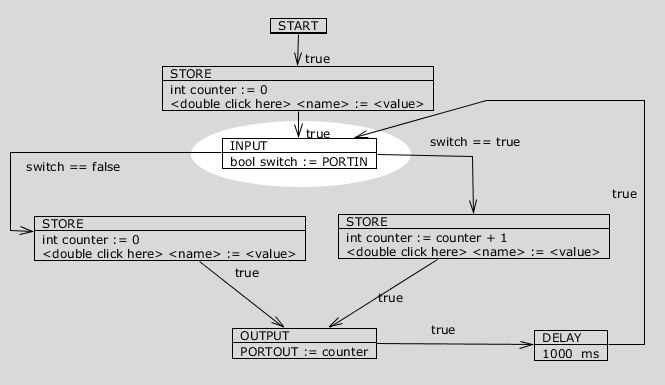 START
true
STORE
int counter := 0
<double click here> <name> := <value>
true
INPUT
bool switch := PORTIN
switch == true
switch == false
true
STORE
int counter := 0
<double click here> <name> := <value>
STORE
int counter := counter + 1
<double click here> <name> := <value>
true
true
OUTPUT
PORTOUT := counter
true
DELAY
1000 ms